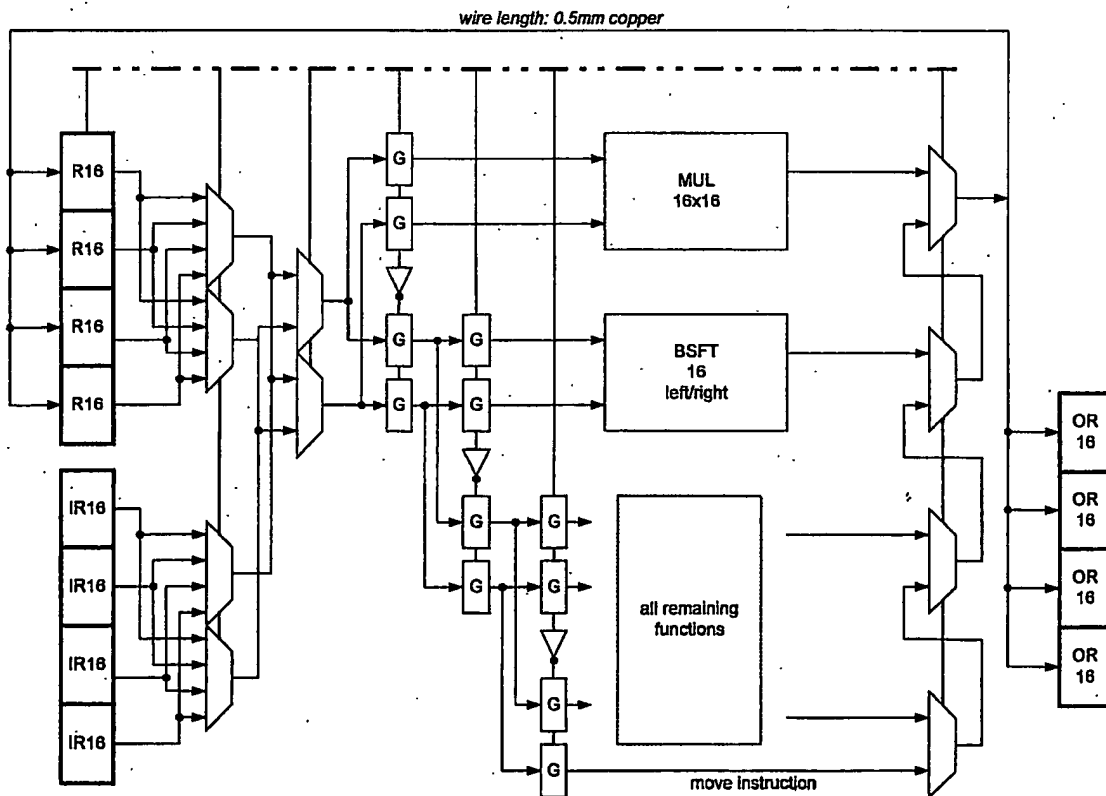 wire length: 0.5mm copper
R16
R16
R16
R16
IR16
IR16
IR16
IR16
G
G
G
G
G
G
G
G
G
G
G
G
MUL
16x16
BSFT
16
left/right
all remaining
functions
move instruction
OR
16
OR
16
OR
16
OR
16